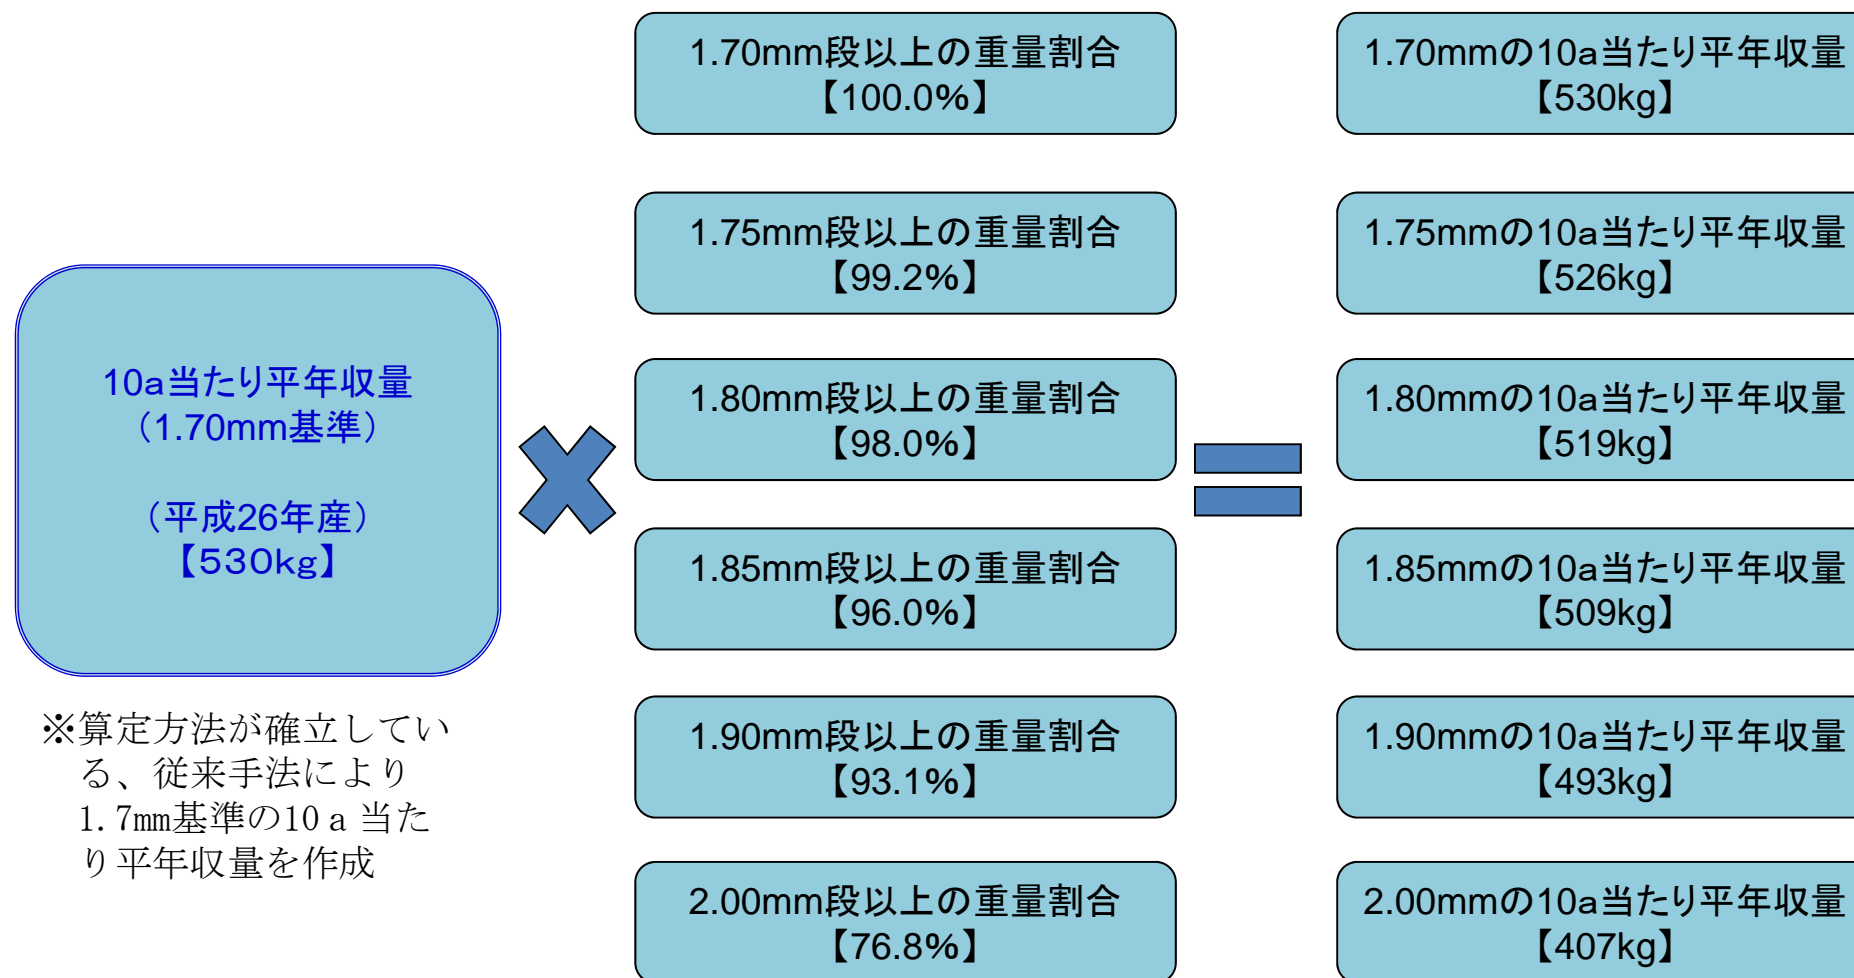 10a当たり平年収量
（1.70mm基準）
（平成26年産）
【530kg】
※算定方法が確立してい
る、従来手法により
1.7mm基準の10ａ当た
り平年収量を作成
1.70mm段以上の重量割合
【100.0%】
1.75mm段以上の重量割合
【99.2%】
1.80mm段以上の重量割合
【98.0%】
1.85mm段以上の重量割合
【96.0%】
1.90mm段以上の重量割合
【93.1%】
2.00mm段以上の重量割合
【76.8%】
1.70mmの10a当たり平年収量
【530kg】
1.75mmの10a当たり平年収量
【526kg】
1.80mmの10a当たり平年収量
【519kg】
1.85mmの10a当たり平年収量
【509kg】
1.90mmの10a当たり平年収量
【493kg】
2.00mmの10a当たり平年収量
【407kg】